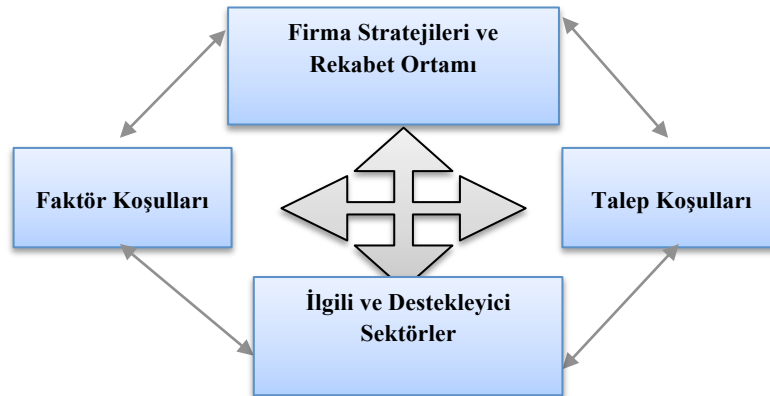 Firma Stratejileri ve
Rekabet Ortamı
Faktör Koşulları
Talep Koşulları
İlgili ve Destekleyici
Sektörler